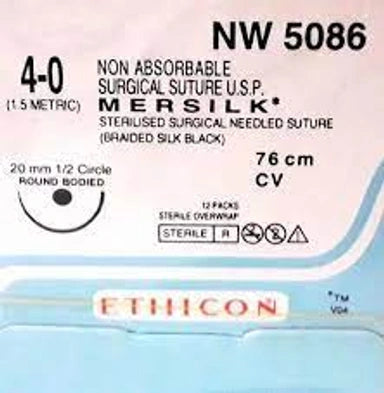 NW 5086
4-0
(1.5 METRIC)
NON ABSORBABLE
SURGICAL SUTURE U.S.P.
MERSILK*
STERILISED SURGICAL NEEDLED SUTURE
(BRAIDED SILK BLACK)
20 mm 1/2 Circle
ROUND BODIED
76 cm
CV
12 PACKS
STERILE OVERWRAP
STERILE R
ETHICON
*TM
V04